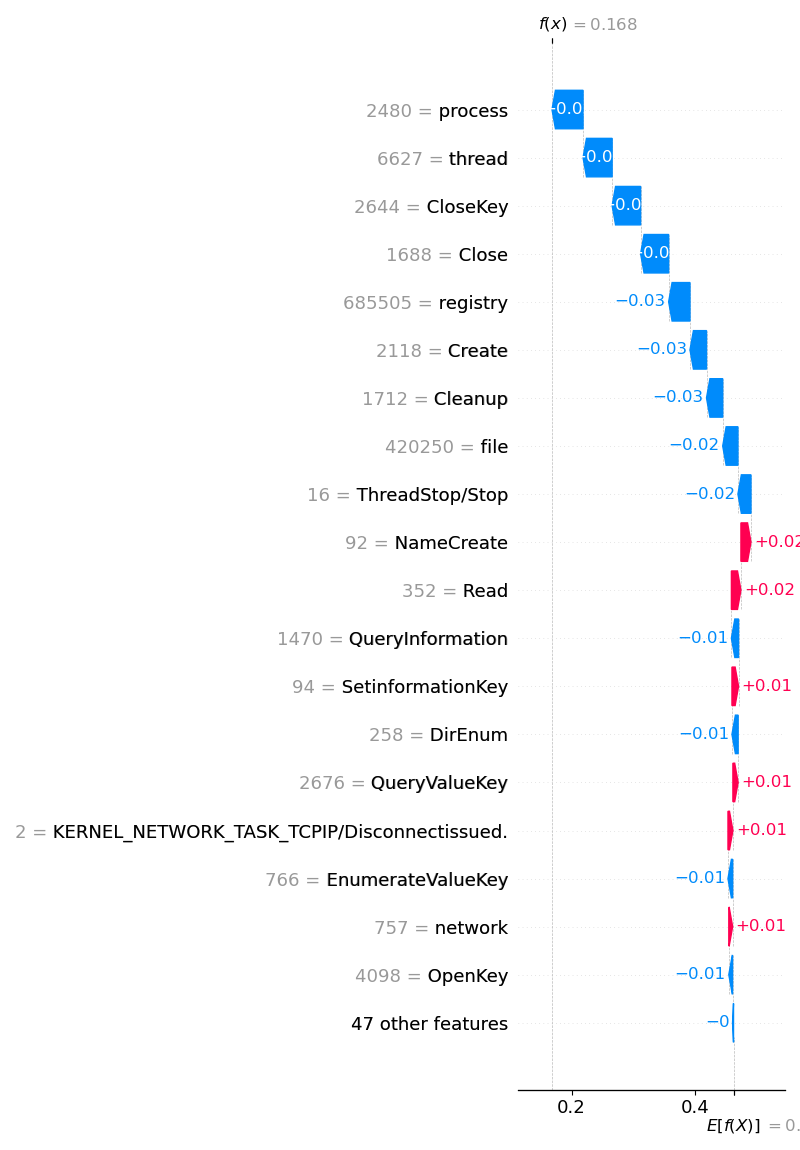 f(x) = 0.168
2480 = process −0.0
6627 = thread −0.0
2644 = CloseKey −0.0
1688 = Close −0.0
685505 = registry −0.03
2118 = Create −0.03
1712 = Cleanup −0.03
420250 = file −0.02
16 = ThreadStop/Stop −0.02
92 = NameCreate +0.02
352 = Read +0.02
1470 = QueryInformation −0.01
94 = SetinformationKey +0.01
258 = DirEnum −0.01
2676 = QueryValueKey +0.01
2 = KERNEL_NETWORK_TASK_TCPIP/Disconnectissued. +0.01
766 = EnumerateValueKey −0.01
757 = network +0.01
4098 = OpenKey −0.01
47 other features −0
0.2 0.4
E[f(X)] = 0.